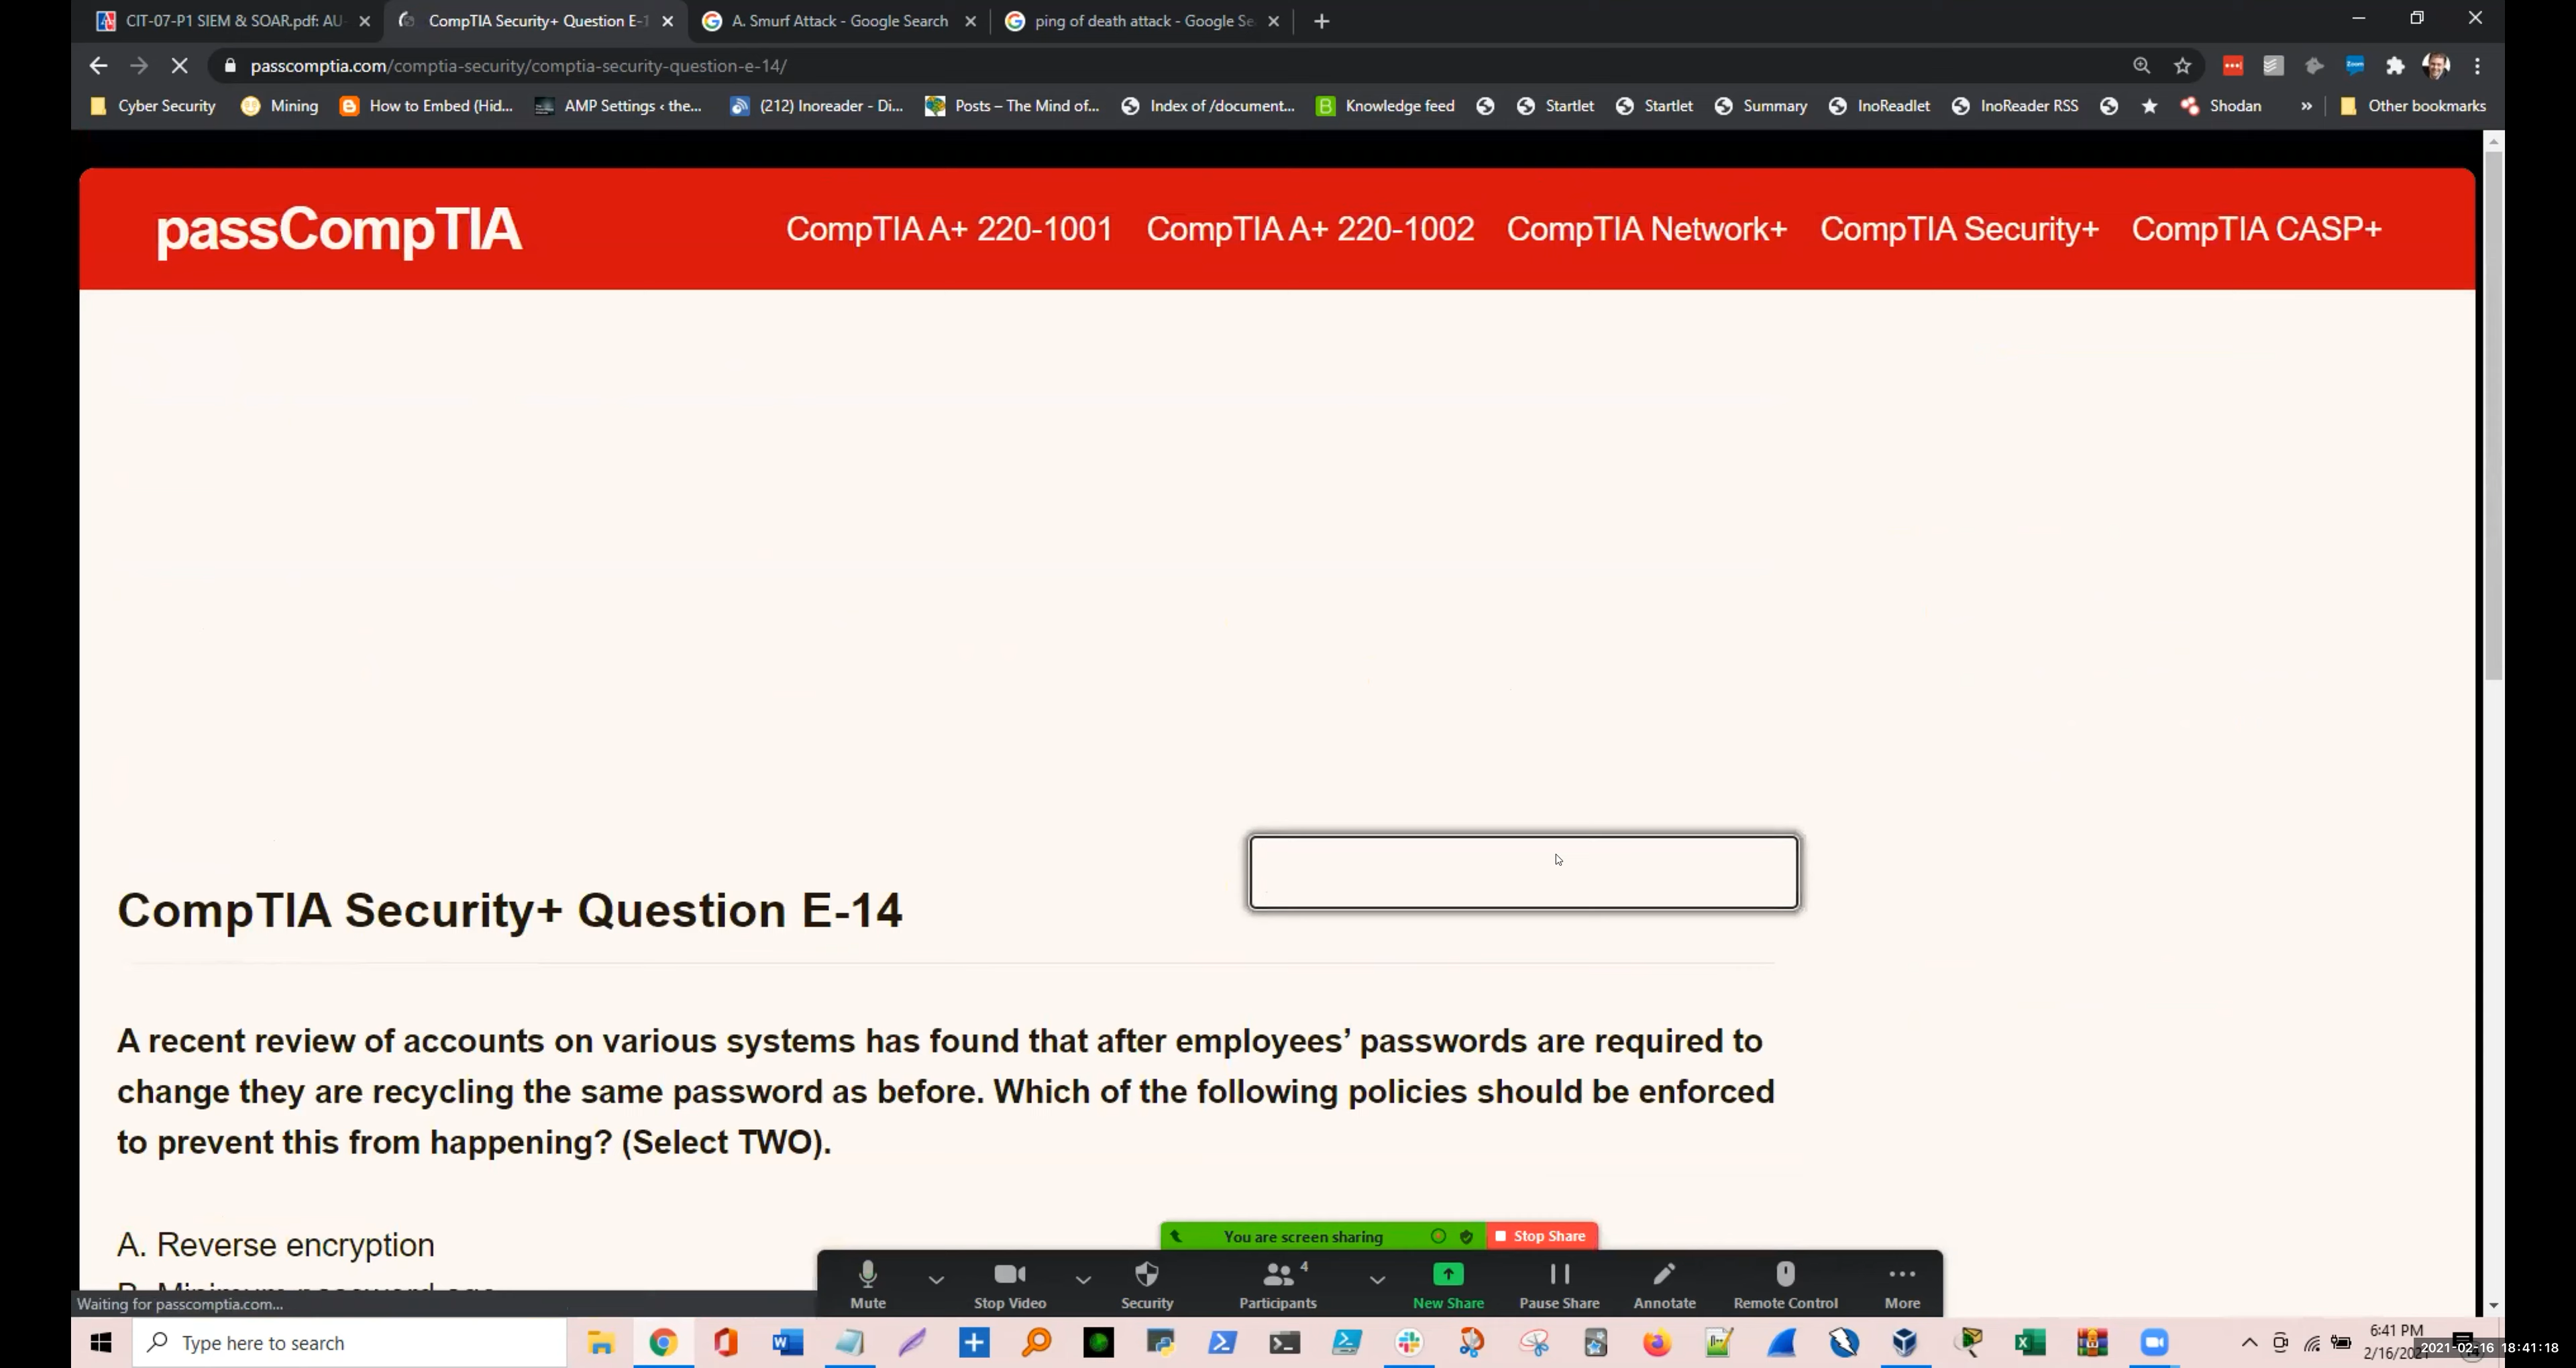 CIT-07-P1 SIEM & SOAR.pdf: AU-
CompTIA Security+ Question E-1
A. Smurf Attack - Google Search
ping of death attack - Google Se
passcomptia.com/comptia-security/comptia-security-question-e-14/
Cyber Security
Mining
How to Embed (Hid...
AMP Settings ‹ the...
(212) Inoreader - Di...
Posts – The Mind of...
Index of /document...
Knowledge feed
Startlet
Startlet
Summary
InoReadlet
InoReader RSS
Shodan
»
Other bookmarks
passCompTIA
CompTIA A+ 220-1001
CompTIA A+ 220-1002
CompTIA Network+
CompTIA Security+
CompTIA CASP+
CompTIA Security+ Question E-14
A recent review of accounts on various systems has found that after employees’ passwords are required to
change they are recycling the same password as before. Which of the following policies should be enforced
to prevent this from happening? (Select TWO).
A. Reverse encryption
B. Minimum password age
You are screen sharing
Stop Share
Mute
Stop Video
Security
4
Participants
New Share
Pause Share
Annotate
Remote Control
More
Waiting for passcomptia.com...
Type here to search
6:41 PM
2/16/202
2021-02-16 18:41:18